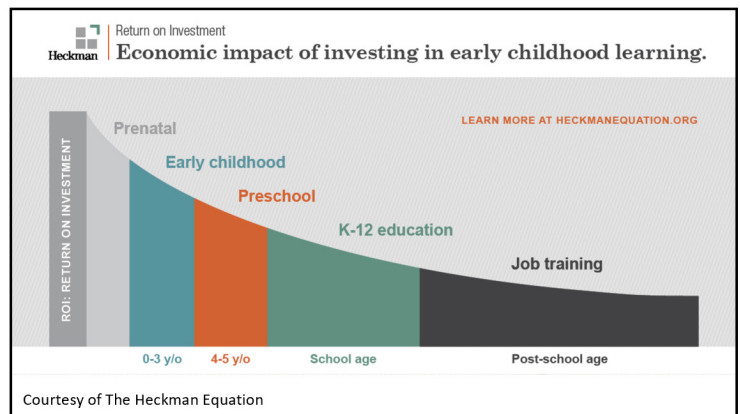 Heckman
Return on Investment
Economic impact of investing in early childhood learning.
LEARN MORE AT HECKMANEQUATION.ORG
Prenatal
Early childhood
Preschool
K-12 education
Job training
ROI: RETURN ON INVESTMENT
0-3 y/o
4-5 y/o
School age
Post-school age
Courtesy of The Heckman Equation